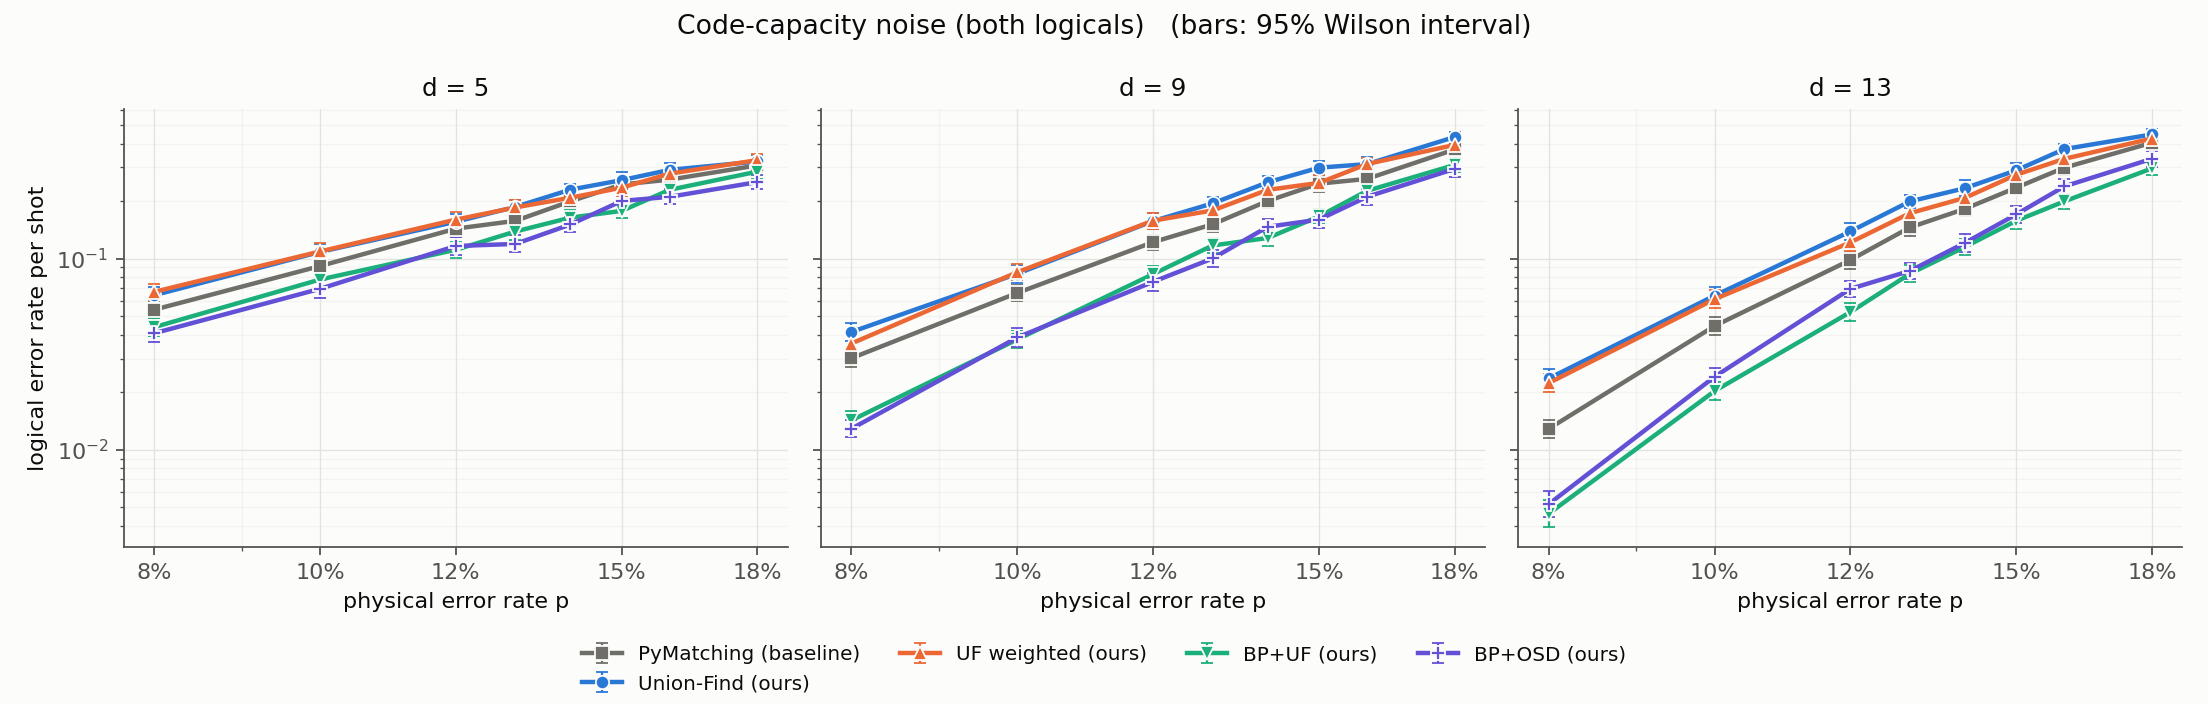 Code-capacity noise (both logicals)   (bars: 95% Wilson interval)
d = 5
d = 9
d = 13
logical error rate per shot
10⁻¹
10⁻²
8% 10% 12% 15% 18%
8% 10% 12% 15% 18%
8% 10% 12% 15% 18%
physical error rate p
physical error rate p
physical error rate p
PyMatching (baseline) UF weighted (ours) BP+UF (ours) BP+OSD (ours)
Union-Find (ours)